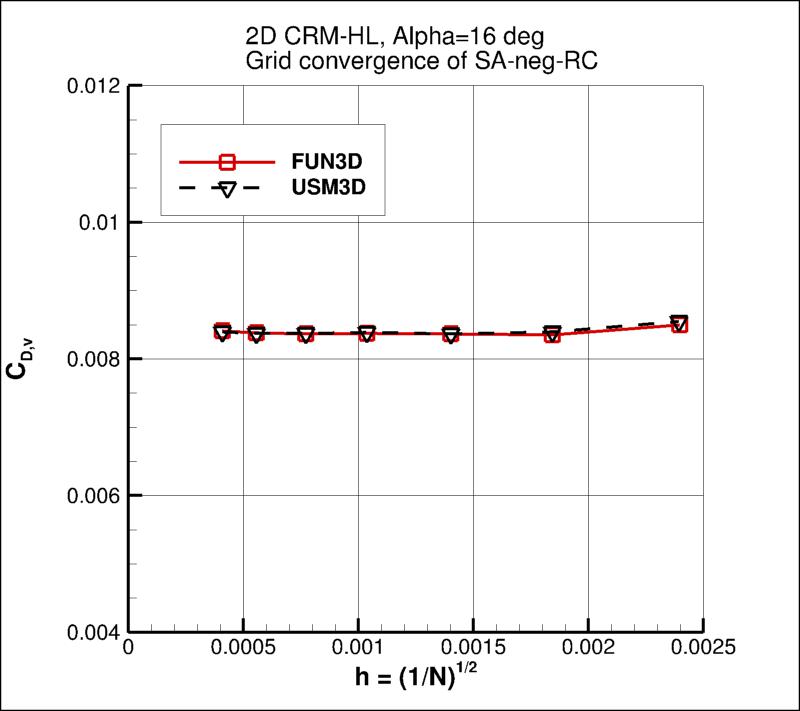 2D CRM-HL, Alpha=16 deg
Grid convergence of SA-neg-RC
0.012
FUN3D
USM3D
0.01
0.008
C_D,v
0.006
0.004
0 0.0005 0.001 0.0015 0.002 0.0025
h = (1/N)^1/2